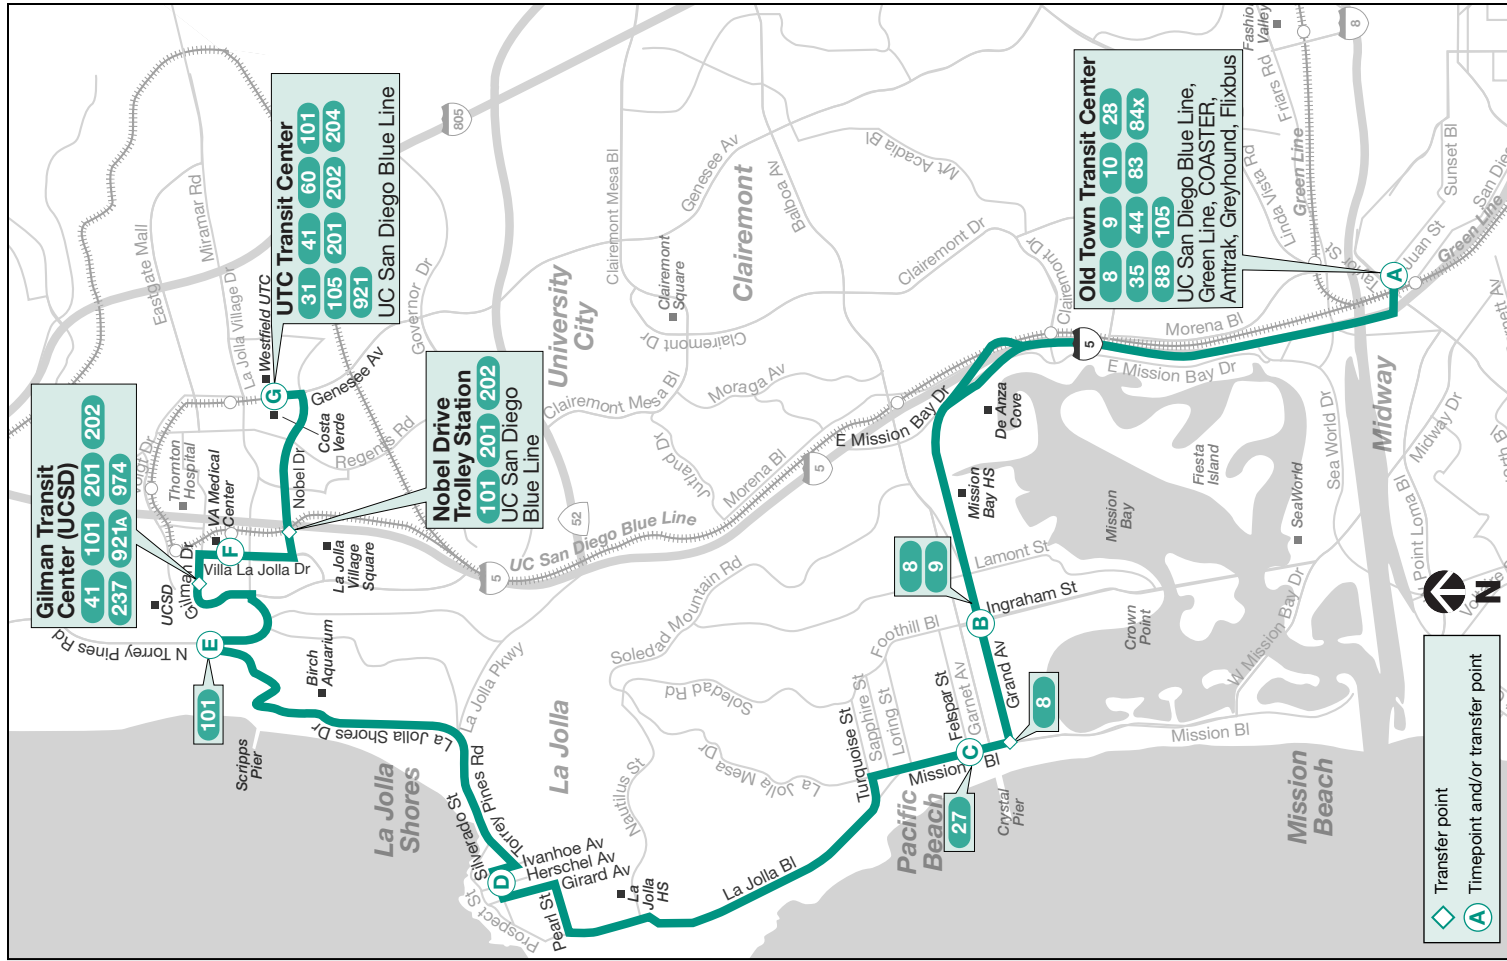 Gilman Transit
Center (UCSD)
41 101 201 202
237 921A 974
UTC Transit Center
31 41 60 101
105 201 202 204
921
UC San Diego Blue Line
Nobel Drive
Trolley Station
101 201 202
UC San Diego
Blue Line
Old Town Transit Center
8 9 10 28
35 44 83 84x
88 105
UC San Diego Blue Line,
Green Line, COASTER,
Amtrak, Greyhound, Flixbus
101
8
9
8
27
A
B
C
D
E
F
G
N Torrey Pines Rd
UCSD
Gilman Dr
VA Medical
Center
Thornton
Hospital
Villa La Jolla Dr
La Jolla
Village
Square
Nobel Dr
Costa
Verde
Genesee Av
Westfield UTC
La Jolla Village Dr
Miramar Rd
Eastgate Mall
Regents Rd
Governor Dr
Birch
Aquarium
Scripps
Pier
La Jolla Shores Dr
La Jolla
Shores
La Jolla Pkwy
Torrey Pines Rd
Silverado St
Prospect St
Ivanhoe Av
Herschel Av
Girard Av
Pearl St
La
Jolla
HS
La Jolla
Nautilus St
La Jolla Mesa Dr
Soledad Rd
Soledad Mountain Rd
La Jolla Bl
Turquoise St
Sapphire St
Loring St
Foothill Bl
Felspar St
Garnet Av
Grand Av
Mission Bl
Pacific
Beach
Crystal
Pier
Ingraham St
Lamont St
Mission
Bay HS
De Anza
Cove
E Mission Bay Dr
University
City
UC San Diego Blue Line
5
52
805
5
5
8
Clairemont Mesa Bl
Genesee Av
Clairemont
Square
Clairemont
Balboa Av
Mt Acadia Bl
Clairemont Dr
Clairemont Dr
Clairemont Dr
Clairemont Mesa Bl
Moraga Av
Jutland Dr
Morena Bl
Morena Bl
E Mission Bay Dr
Mission
Bay
Fiesta
Island
Crown
Point
SeaWorld
Sea World Dr
W Mission Bay Dr
Mission Bl
Mission
Beach
Midway
Midway Dr
Point Loma Bl
Sunset Bl
Juan St
Green Line
Green Line
Linda Vista Rd
Friars Rd
N
Transfer point
A
Timepoint and/or transfer point